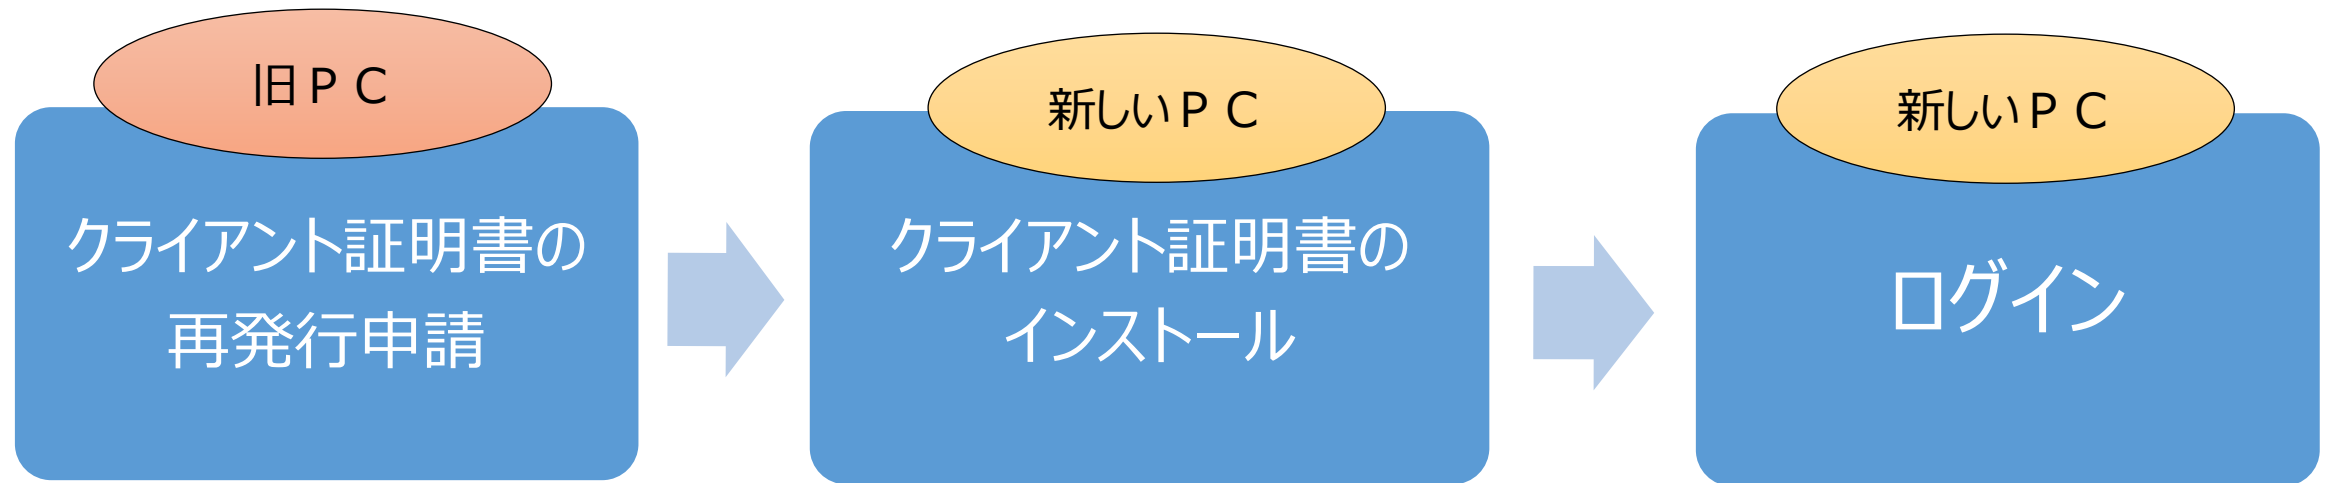 旧ＰＣ
クライアント証明書の
再発行申請
新しいＰＣ
クライアント証明書の
インストール
新しいＰＣ
ログイン